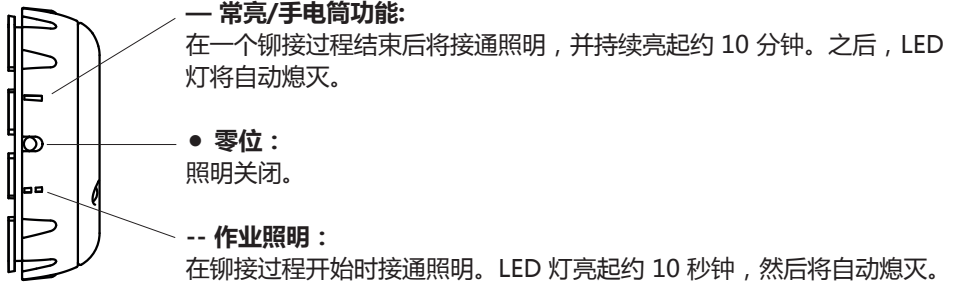 — 常亮/手电筒功能:
在一个铆接过程结束后将接通照明，并持续亮起约 10 分钟。之后，LED
灯将自动熄灭。
● 零位：
照明关闭。
-- 作业照明：
在铆接过程开始时接通照明。LED 灯亮起约 10 秒钟，然后将自动熄灭。